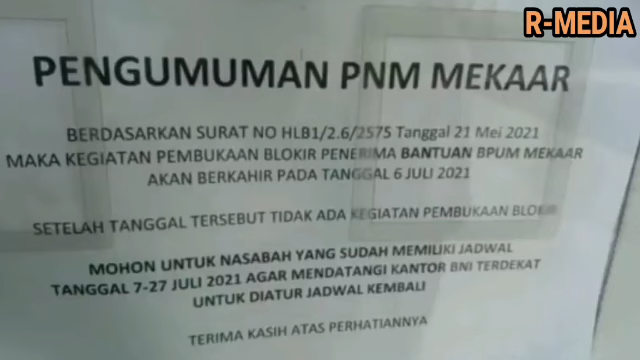 R-MEDIA
PENGUMUMAN PNM MEKAAR
BERDASARKAN SURAT NO HLB1/2.6/2575 Tanggal 21 Mei 2021
MAKA KEGIATAN PEMBUKAAN BLOKIR PENERIMA BANTUAN BPUM MEKAAR
AKAN BERKAHIR PADA TANGGAL 6 JULI 2021
SETELAH TANGGAL TERSEBUT TIDAK ADA KEGIATAN PEMBUKAAN BLOKIR
MOHON UNTUK NASABAH YANG SUDAH MEMILIKI JADWAL
TANGGAL 7-27 JULI 2021 AGAR MENDATANGI KANTOR BNI TERDEKAT
UNTUK DIATUR JADWAL KEMBALI
TERIMA KASIH ATAS PERHATIANNYA